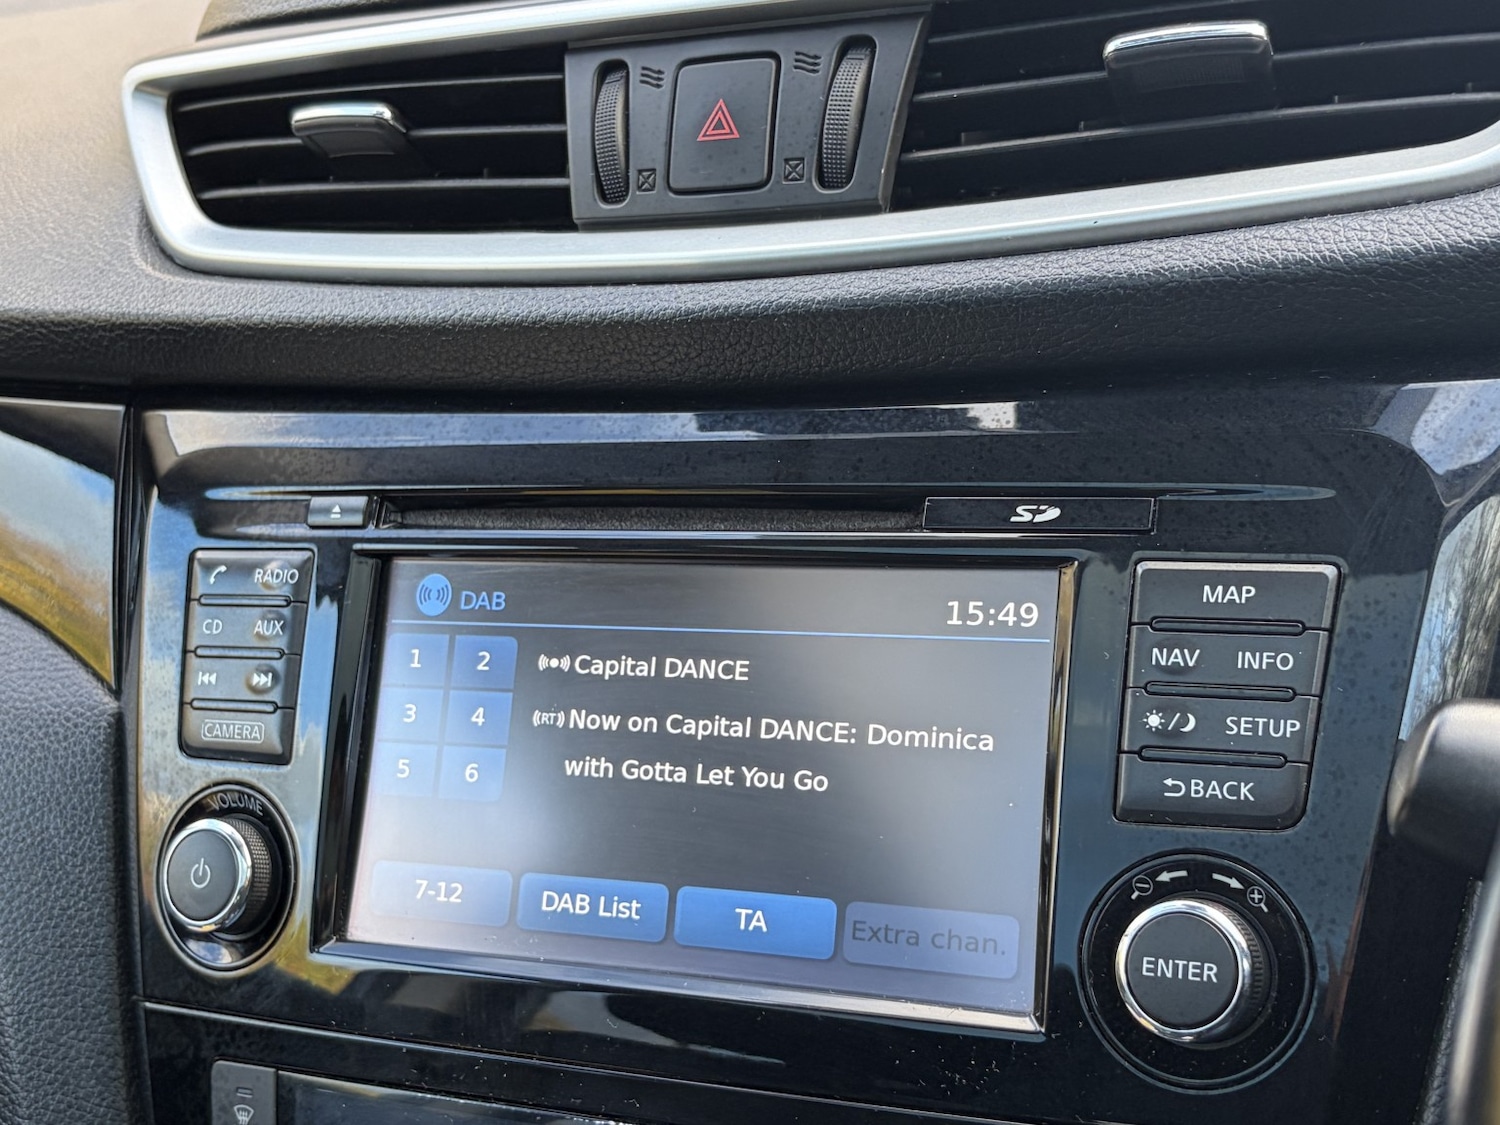 SD
RADIO
CD AUX
CAMERA
VOLUME
DAB
15:49
1 2
3 4
5 6
Capital DANCE
(RT) Now on Capital DANCE: Dominica
with Gotta Let You Go
7-12
DAB List
TA
Extra chan.
MAP
NAV INFO
SETUP
BACK
ENTER